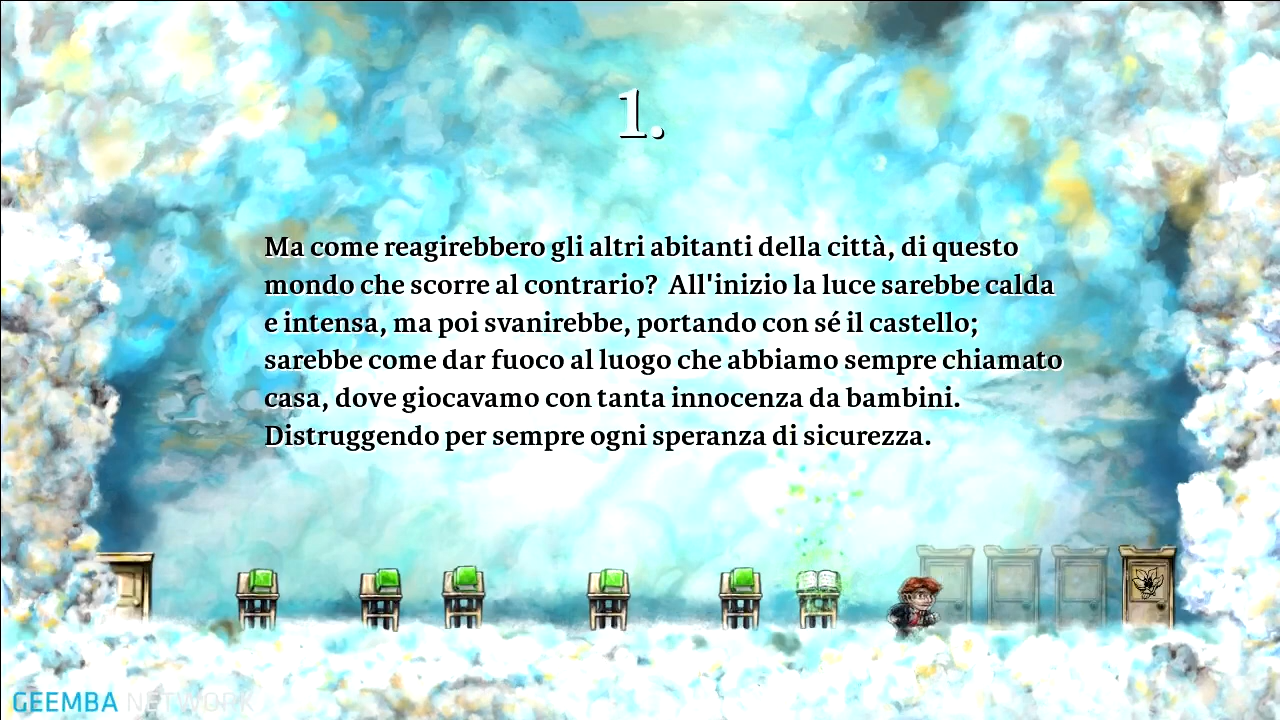 1.
Ma come reagirebbero gli altri abitanti della città, di questo
mondo che scorre al contrario?  All'inizio la luce sarebbe calda
e intensa, ma poi svanirebbe, portando con sé il castello;
sarebbe come dar fuoco al luogo che abbiamo sempre chiamato
casa, dove giocavamo con tanta innocenza da bambini.
Distruggendo per sempre ogni speranza di sicurezza.
GEEMBA NETWORK